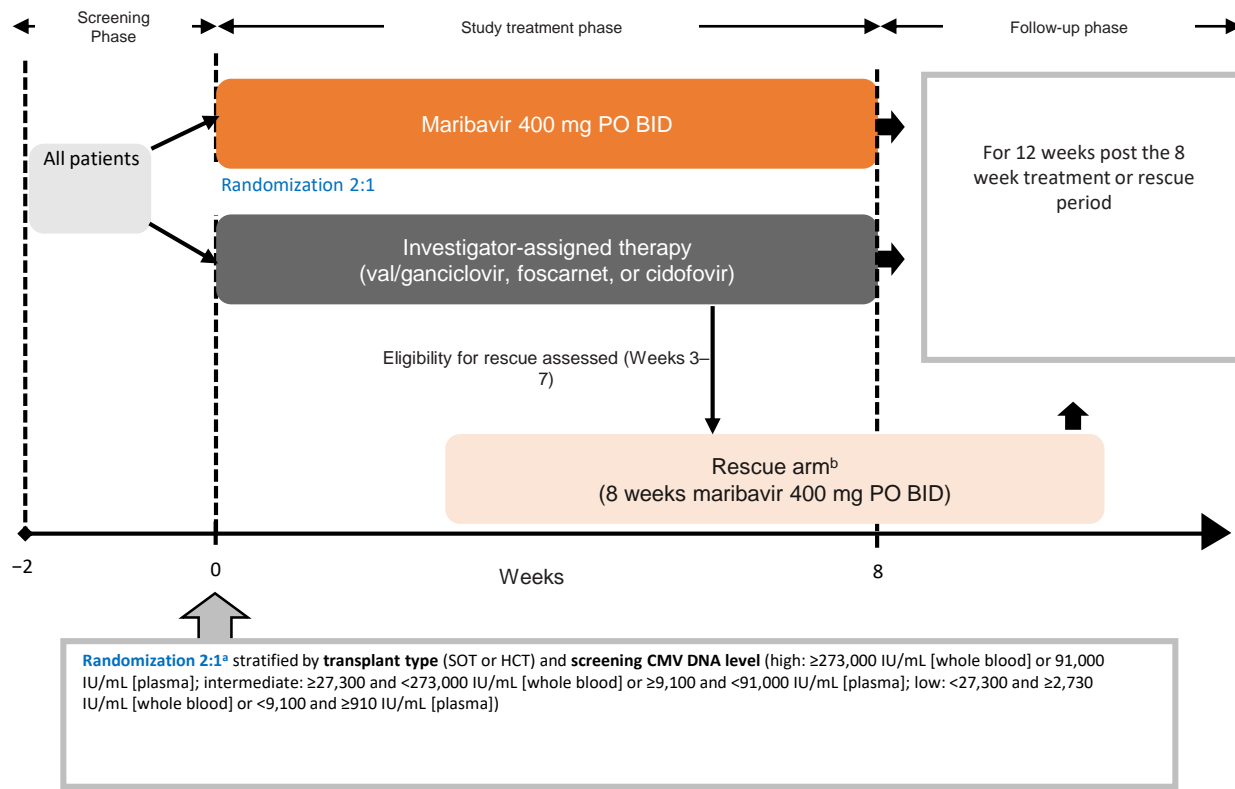 Screening
Phase
Study treatment phase
Follow-up phase
All patients
Maribavir 400 mg PO BID
Randomization 2:1
Investigator-assigned therapy
(val/ganciclovir, foscarnet, or cidofovir)
For 12 weeks post the 8
week treatment or rescue
period
Eligibility for rescue assessed (Weeks 3–
7)
Rescue armᵇ
(8 weeks maribavir 400 mg PO BID)
−2
0
Weeks
8
Randomization 2:1ᵃ stratified by transplant type (SOT or HCT) and screening CMV DNA level (high: ≥273,000 IU/mL [whole blood] or 91,000
IU/mL [plasma]; intermediate: ≥27,300 and <273,000 IU/mL [whole blood] or ≥9,100 and <91,000 IU/mL [plasma]; low: <27,300 and ≥2,730
IU/mL [whole blood] or <9,100 and ≥910 IU/mL [plasma])